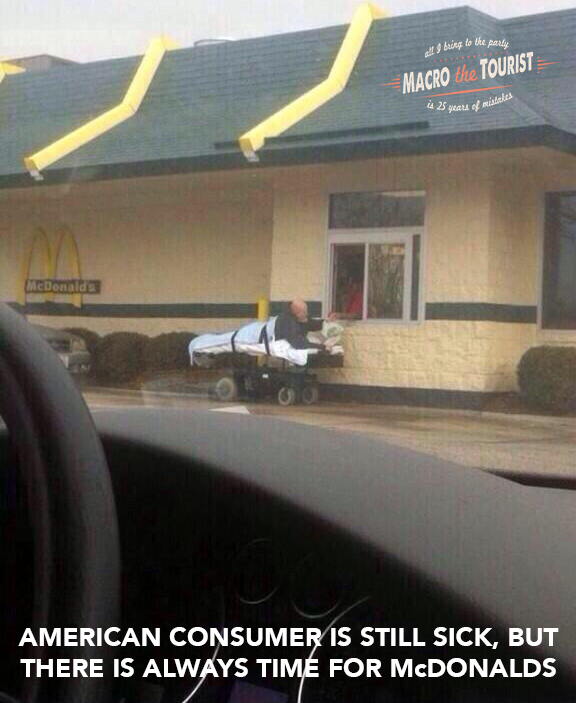 all I bring to the party
MACRO the TOURIST
is 25 years of mistakes
McDonald's
AMERICAN CONSUMER IS STILL SICK, BUT
THERE IS ALWAYS TIME FOR McDONALDS